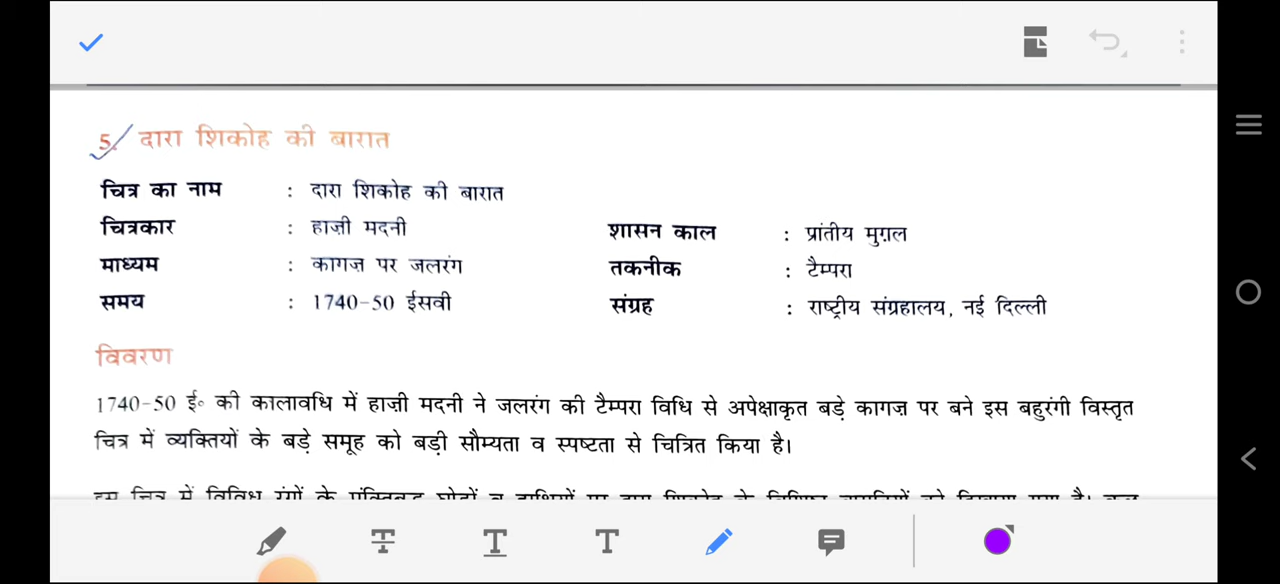 5. दारा शिकोह की बारात
चित्र का नाम : दारा शिकोह की बारात
चित्रकार : हाज़ी मदनी शासन काल : प्रांतीय मुग़ल
माध्यम : कागज़ पर जलरंग तकनीक : टैम्परा
समय : 1740-50 ईसवी संग्रह : राष्ट्रीय संग्रहालय, नई दिल्ली
विवरण
1740-50 ई॰ की कालावधि में हाज़ी मदनी ने जलरंग की टैम्परा विधि से अपेक्षाकृत बड़े कागज़ पर बने इस बहुरंगी विस्तृत
चित्र में व्यक्तियों के बड़े समूह को बड़ी सौम्यता व स्पष्टता से चित्रित किया है।
इस चित्र में विविध रंगों के
T T T